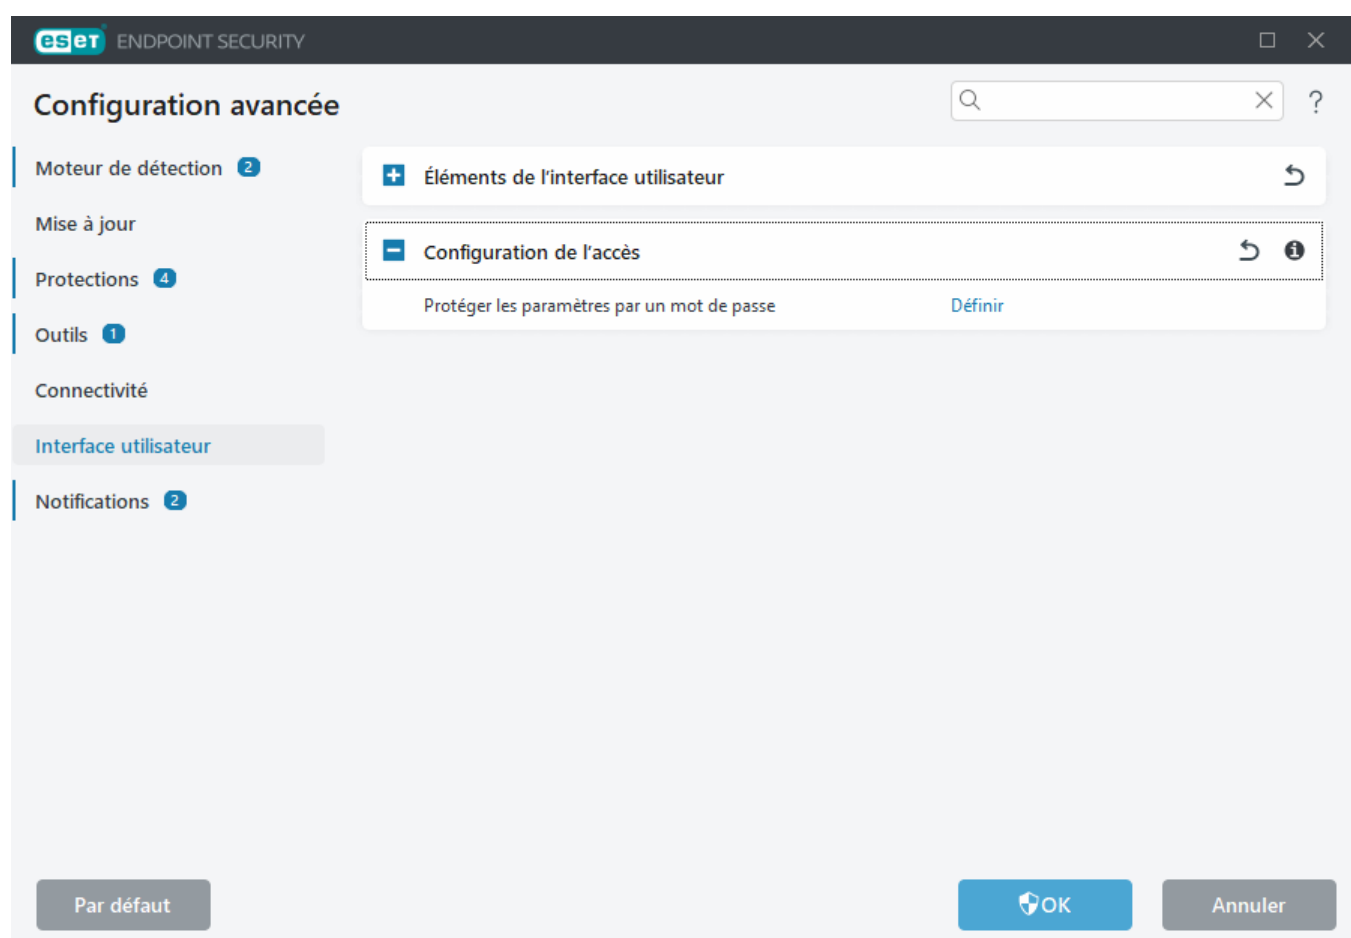 eset ENDPOINT SECURITY
Configuration avancée
?
Moteur de détection 2
Mise à jour
Protections 4
Outils 1
Connectivité
Interface utilisateur
Notifications 2
Éléments de l'interface utilisateur
Configuration de l'accès
Protéger les paramètres par un mot de passe Définir
Par défaut
OK
Annuler